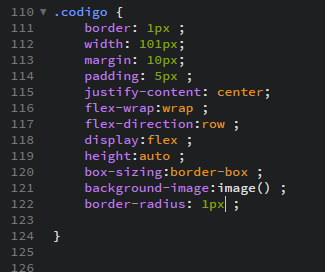 110 ▼ .codigo {
111 border: 1px ;
112 width: 101px;
113 margin: 10px;
114 padding: 5px ;
115 justify-content: center;
116 flex-wrap:wrap ;
117 flex-direction:row ;
118 display:flex ;
119 height:auto ;
120 box-sizing:border-box ;
121 background-image:image() ;
122 border-radius: 1px ;
123
124 }
125
126